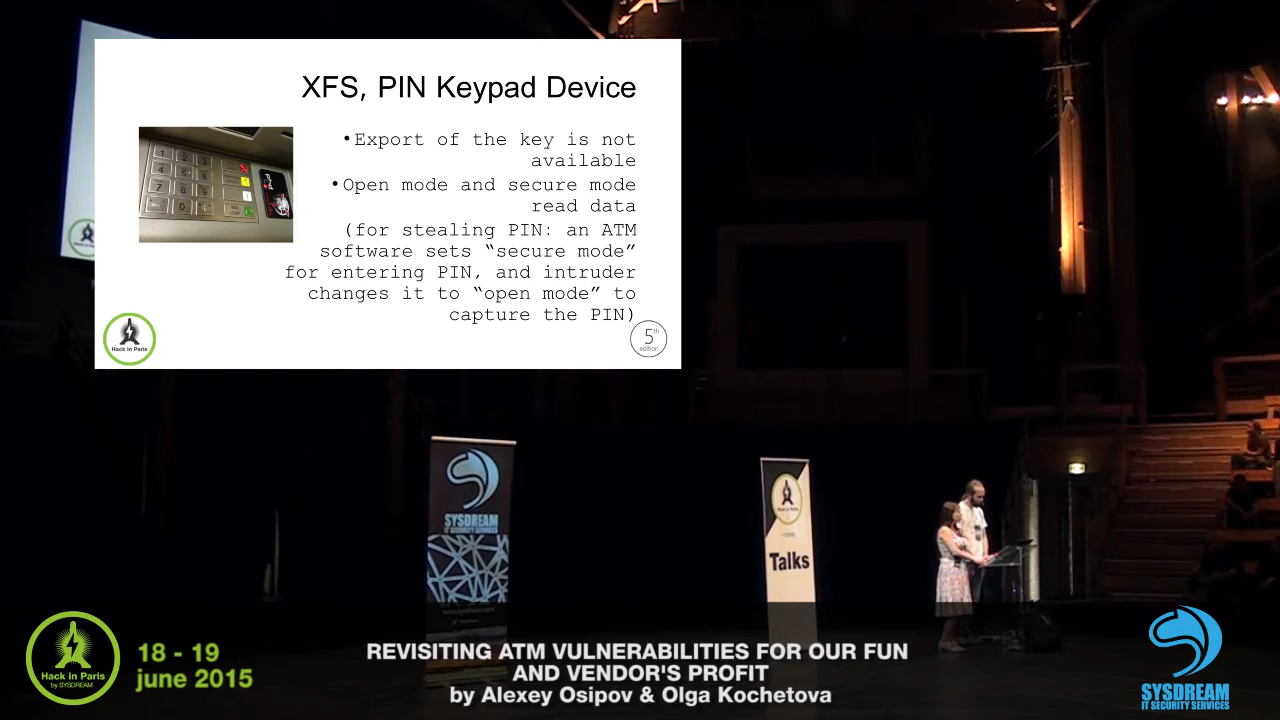 XFS, PIN Keypad Device
•Export of the key is not
available
•Open mode and secure mode
read data
(for stealing PIN: an ATM
software sets “secure mode”
for entering PIN, and intruder
changes it to “open mode” to
capture the PIN)
Hack in Paris
5th
edition
SYSDREAM
IT SECURITY SERVICES
Hack in Paris
Talks
Hack in Paris
by SYSDREAM
18 - 19
june 2015
REVISITING ATM VULNERABILITIES FOR OUR FUN
AND VENDOR'S PROFIT
by Alexey Osipov & Olga Kochetova
SYSDREAM
IT SECURITY SERVICES